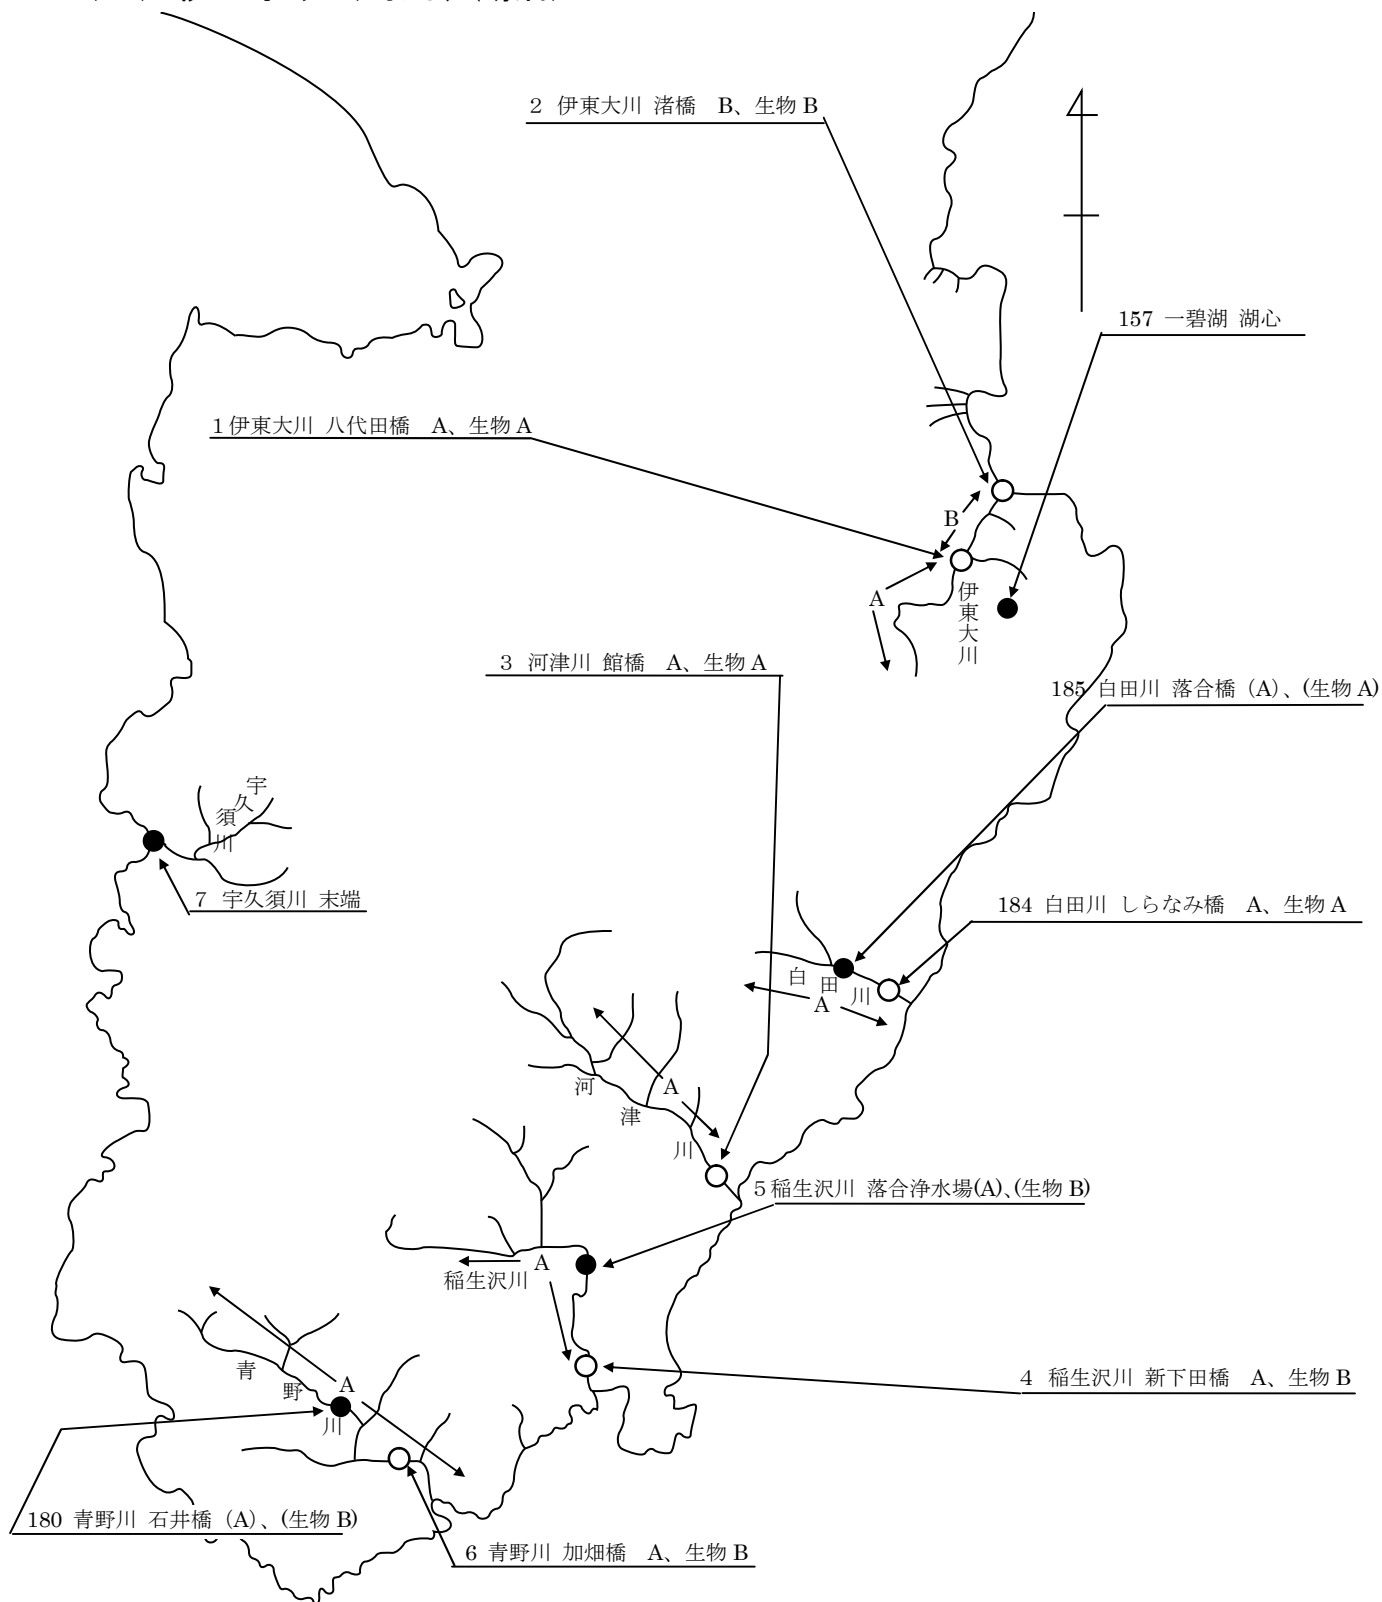 2 伊東大川 渚橋 B、生物 B
157 一碧湖 湖心
1伊東大川 八代田橋 A、生物 A
B
A
伊東大川
3 河津川 館橋 A、生物 A
185 白田川 落合橋 (A)、(生物 A)
宇久須川
7 宇久須川 末端
184 白田川 しらなみ橋 A、生物 A
白田川
A
A
河津川
5稲生沢川 落合浄水場(A)、(生物 B)
A
稲生沢川
4 稲生沢川 新下田橋 A、生物 B
A
青野川
180 青野川 石井橋 (A)、(生物 B)
6 青野川 加畑橋 A、生物 B